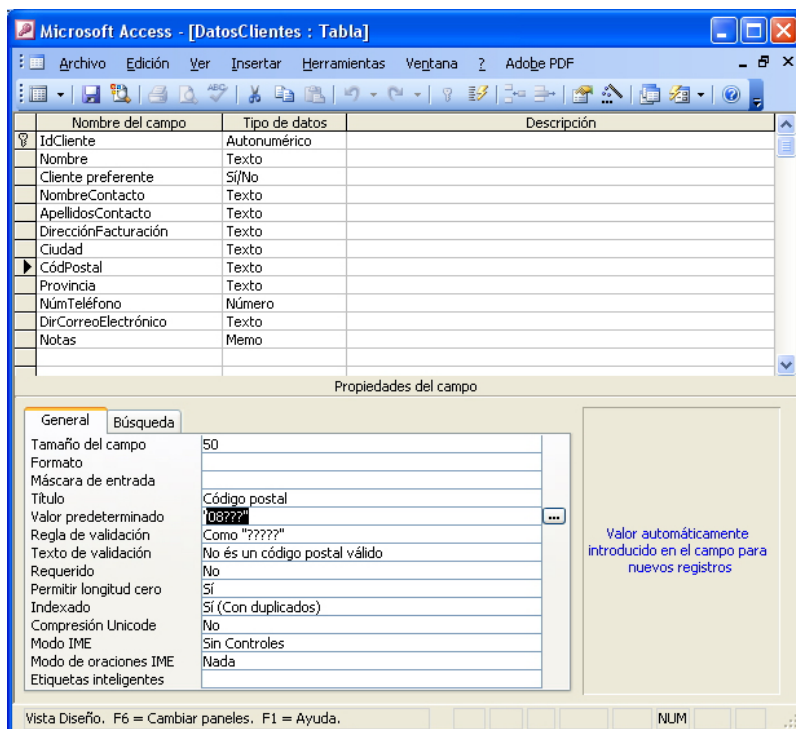 Microsoft Access - [DatosClientes : Tabla]
Archivo Edición Ver Insertar Herramientas Ventana ? Adobe PDF
Nombre del campo Tipo de datos Descripción
IdCliente Autonumérico
Nombre Texto
Cliente preferente Sí/No
NombreContacto Texto
ApellidosContacto Texto
DirecciónFacturación Texto
Ciudad Texto
CódPostal Texto
Provincia Texto
NúmTeléfono Número
DirCorreoElectrónico Texto
Notas Memo
Propiedades del campo
General Búsqueda
Tamaño del campo 50
Formato
Máscara de entrada
Título Código postal
Valor predeterminado "08???"
Regla de validación Como "?????"
Texto de validación No és un código postal válido
Requerido No
Permitir longitud cero Sí
Indexado Sí (Con duplicados)
Compresión Unicode No
Modo IME Sin Controles
Modo de oraciones IME Nada
Etiquetas inteligentes
Valor automáticamente
introducido en el campo para
nuevos registros
Vista Diseño. F6 = Cambiar paneles. F1 = Ayuda. NUM